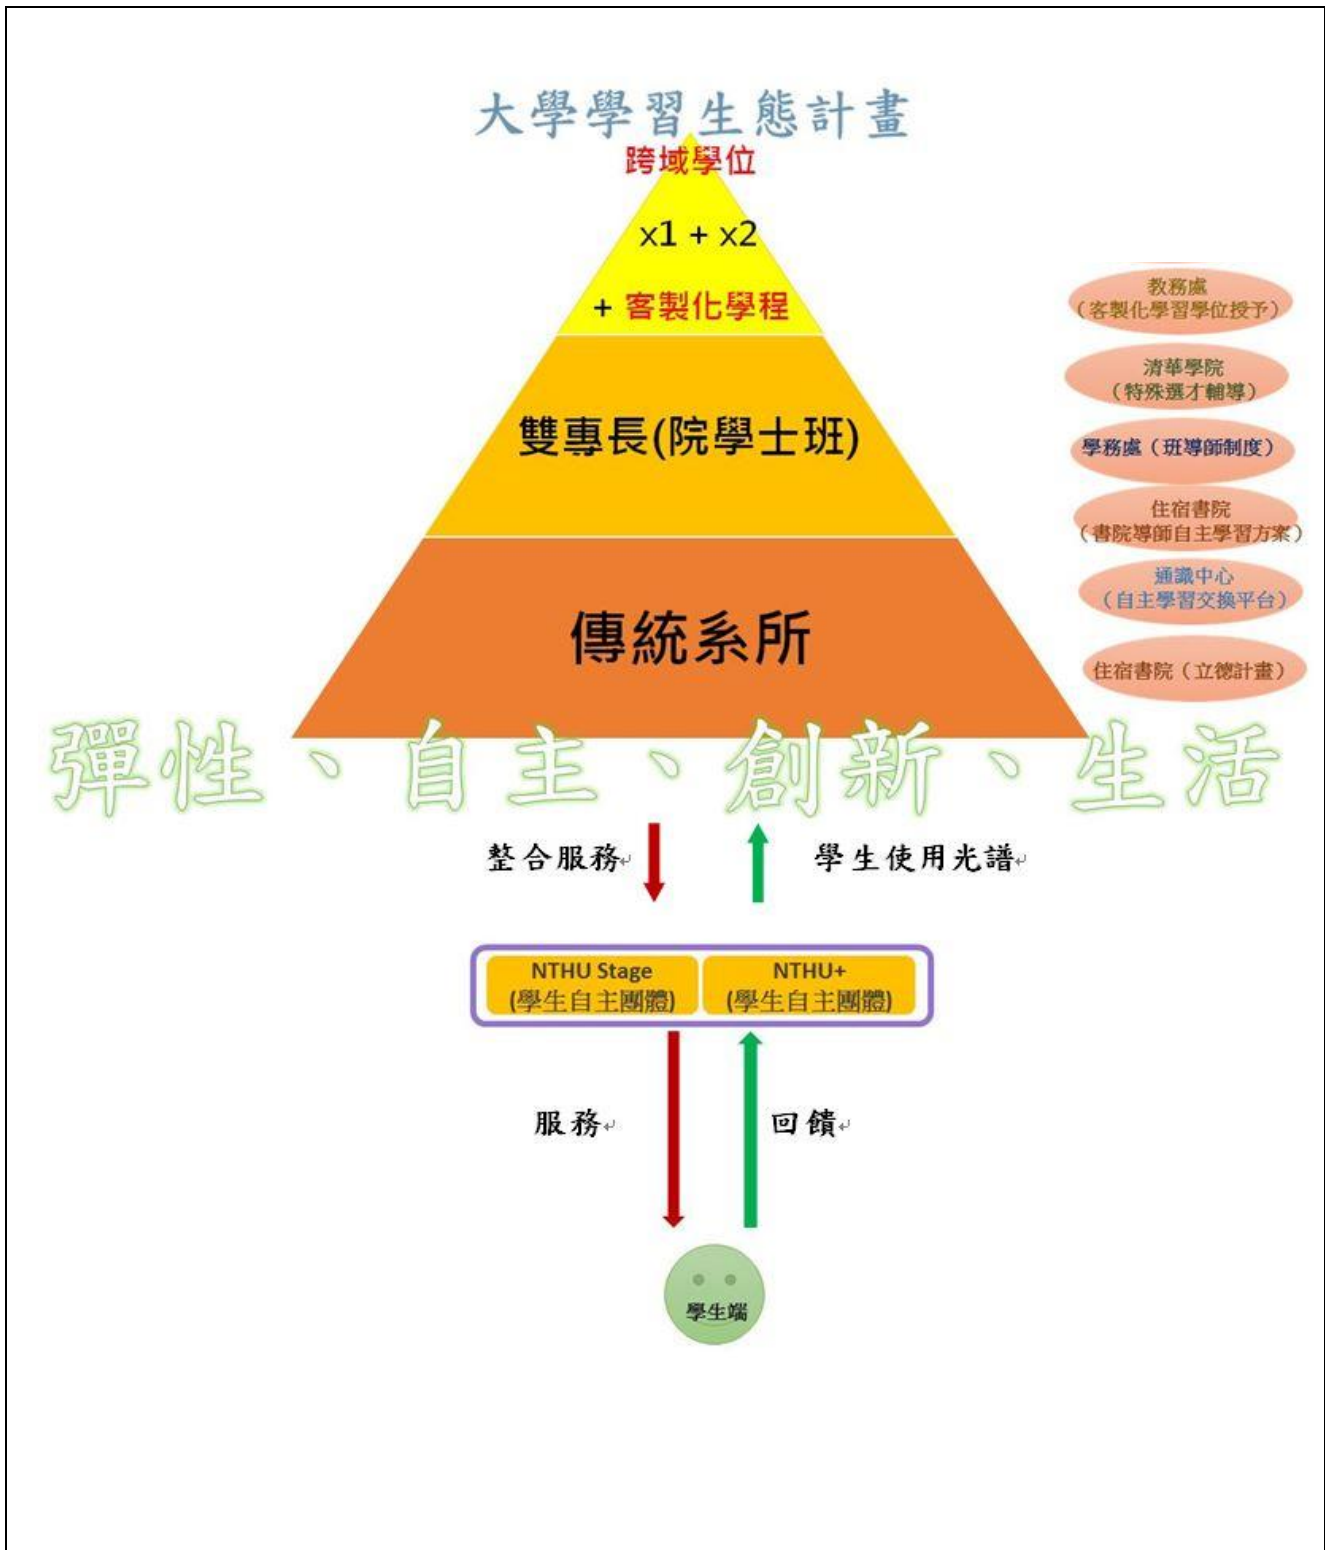 大學學習生態計畫
跨域學位
x1 + x2
+ 客製化學程
雙專長(院學士班)
傳統系所
教務處
（客製化學習學位授予）
清華學院
（特殊選才輔導）
學務處（班導師制度）
住宿書院
（書院導師自主學習方案）
通識中心
（自主學習交換平台）
住宿書院（立德計畫）
彈性、自主、創新、生活
整合服務
學生使用光譜
NTHU Stage
(學生自主團體)
NTHU+
(學生自主團體)
服務
回饋
學生端